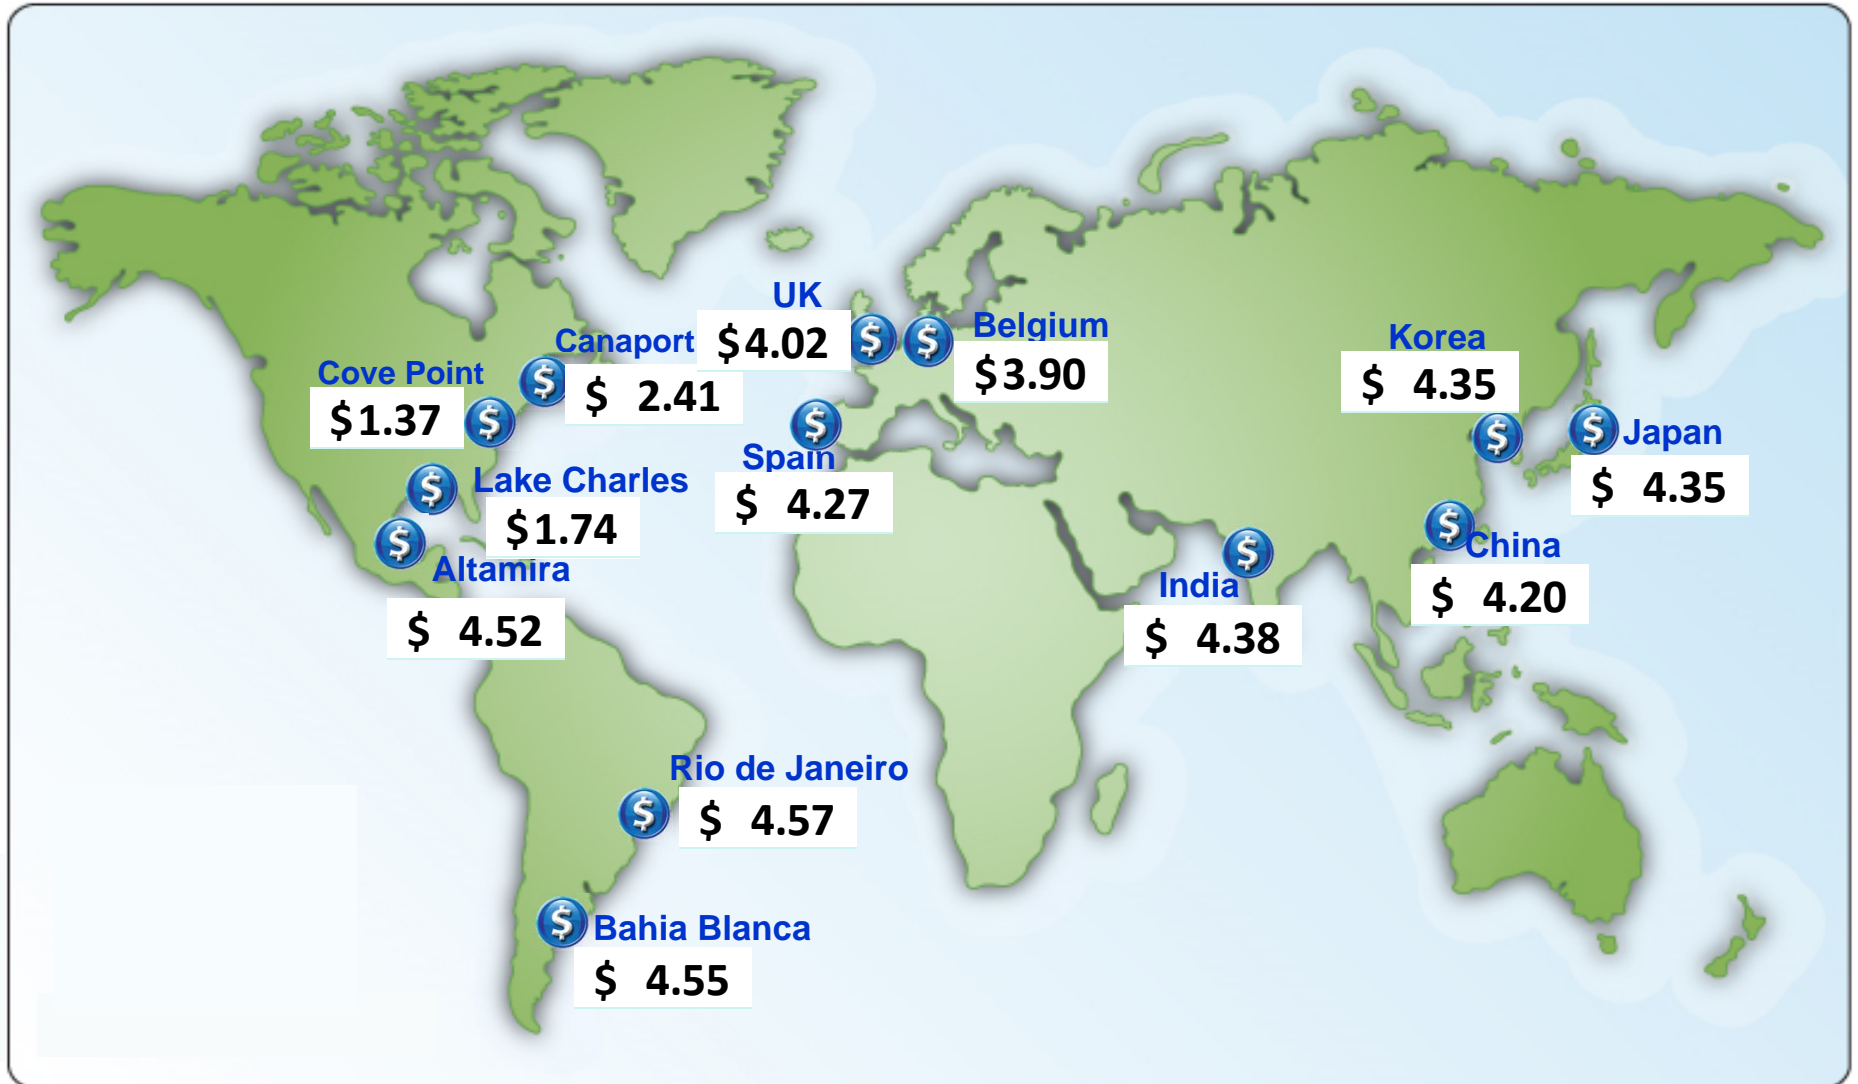 UK
$4.02
Belgium
$3.90
Canaport
$ 2.41
Cove Point
$1.37
Korea
$ 4.35
Japan
$ 4.35
Spain
$ 4.27
Lake Charles
$1.74
Altamira
$ 4.52
China
$ 4.20
India
$ 4.38
Rio de Janeiro
$ 4.57
Bahia Blanca
$ 4.55